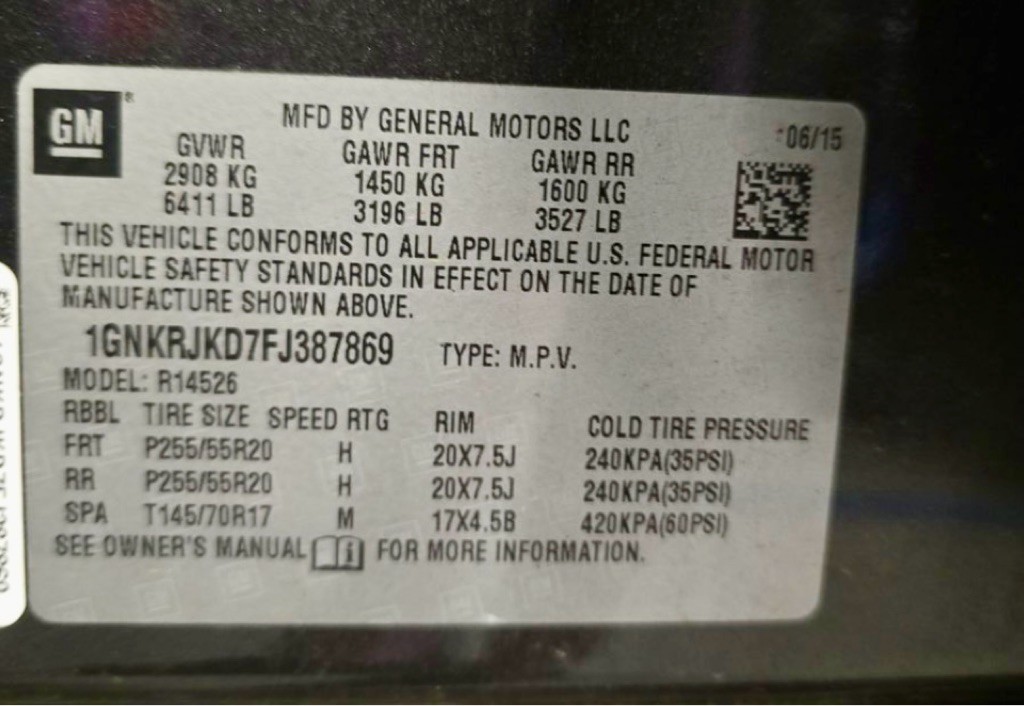 GM®
MFD BY GENERAL MOTORS LLC
06/15
GVWR GAWR FRT GAWR RR
2908 KG 1450 KG 1600 KG
6411 LB 3196 LB 3527 LB
THIS VEHICLE CONFORMS TO ALL APPLICABLE U.S. FEDERAL MOTOR
VEHICLE SAFETY STANDARDS IN EFFECT ON THE DATE OF
MANUFACTURE SHOWN ABOVE.
1GNKRJKD7FJ387869 TYPE: M.P.V.
MODEL: R14526
RBBL TIRE SIZE SPEED RTG RIM COLD TIRE PRESSURE
FRT P255/55R20 H 20X7.5J 240KPA(35PSI)
RR P255/55R20 H 20X7.5J 240KPA(35PSI)
SPA T145/70R17 M 17X4.5B 420KPA(60PSI)
SEE OWNER'S MANUAL FOR MORE INFORMATION.